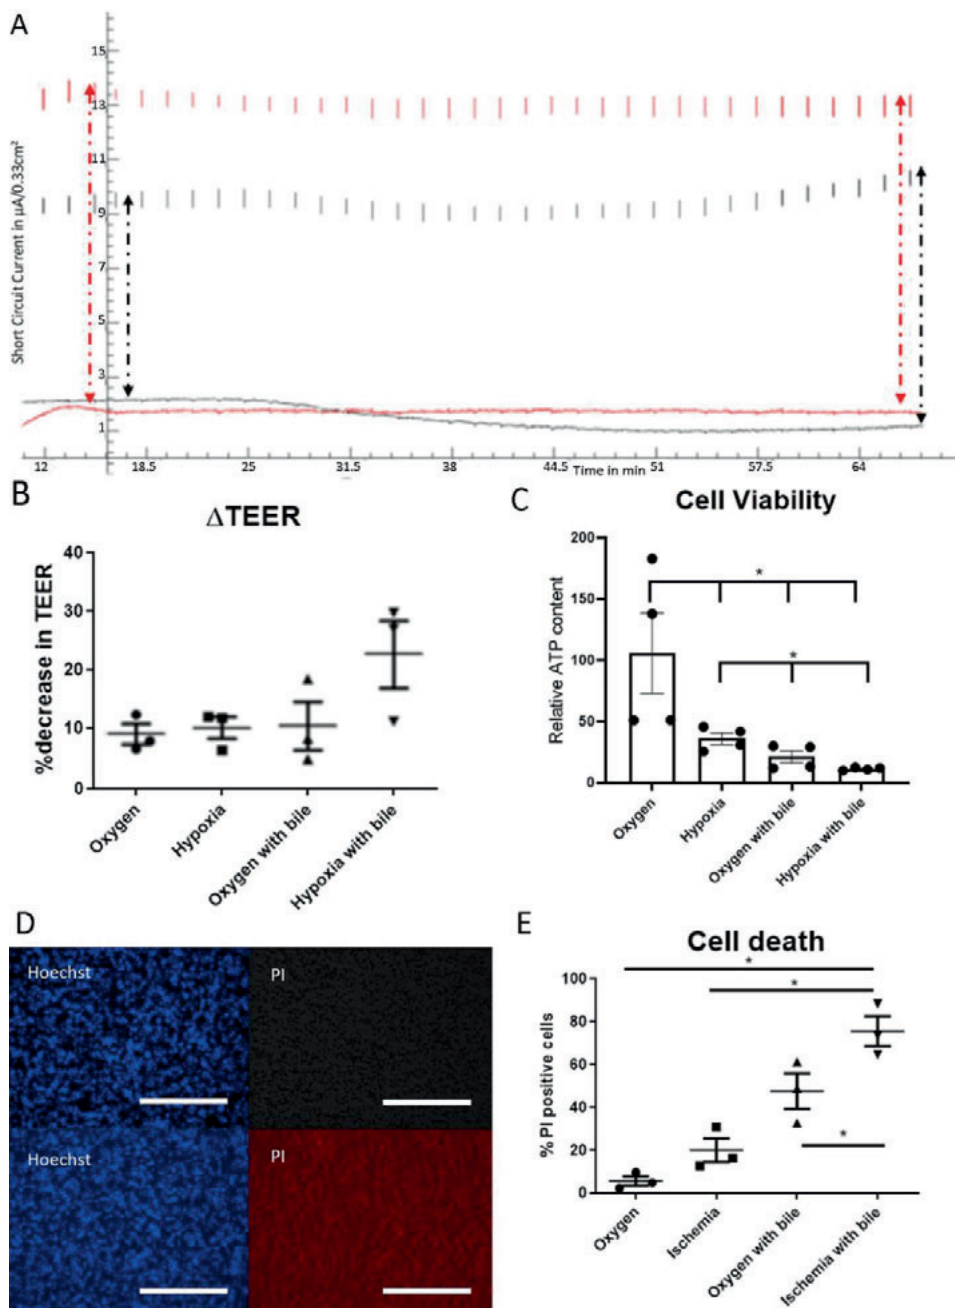 A
Short Circuit Current in µA/0.33cm²
15
13
11
9
7
5
3
1
12
18.5
25
31.5
38
44.5
Time in min
51
57.5
64
B
ΔTEER
%decrease in TEER
40
30
20
10
0
Oxygen
Hypoxia
Oxygen with bile
Hypoxia with bile
C
Cell Viability
Relative ATP content
200
150
100
50
0
*
*
Oxygen
Hypoxia
Oxygen with bile
Hypoxia with bile
D
Hoechst
PI
Hoechst
PI
E
Cell death
% PI positive cells
100
80
60
40
20
0
*
*
*
Oxygen
Ischemia
Oxygen with bile
Ischemia with bile